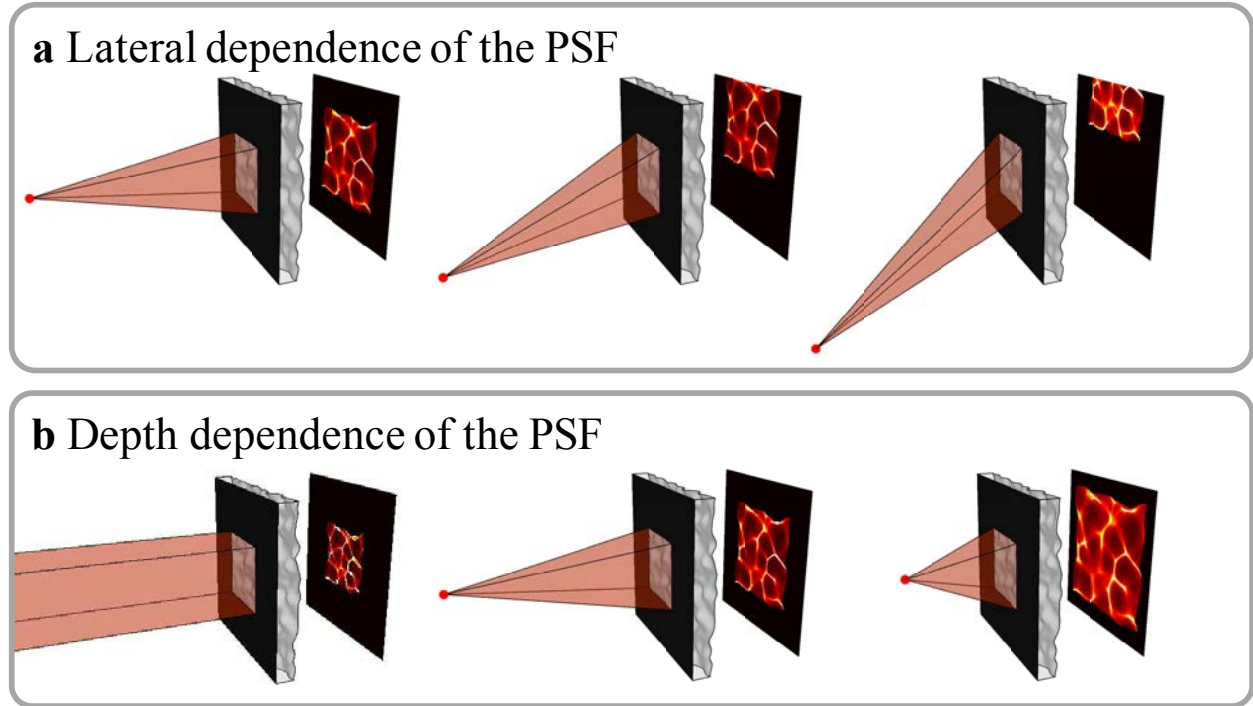 a Lateral dependence of the PSF
b Depth dependence of the PSF